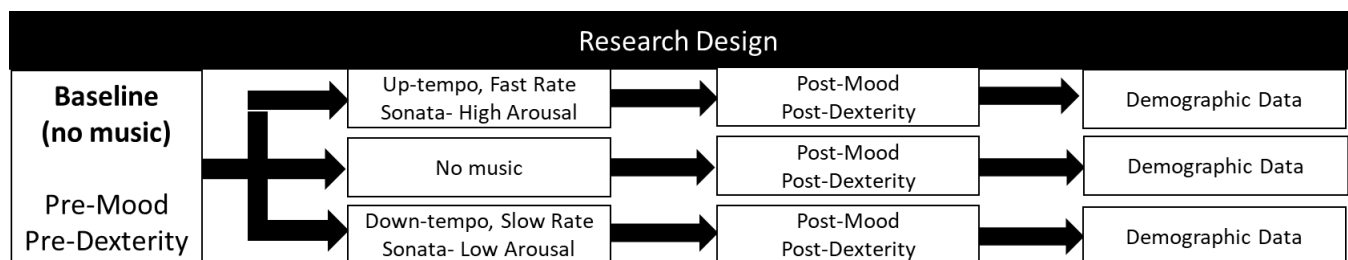 Research Design
Baseline
(no music)
Pre-Mood
Pre-Dexterity
Up-tempo, Fast Rate
Sonata- High Arousal
Post-Mood
Post-Dexterity
Demographic Data
No music
Post-Mood
Post-Dexterity
Demographic Data
Down-tempo, Slow Rate
Sonata- Low Arousal
Post-Mood
Post-Dexterity
Demographic Data